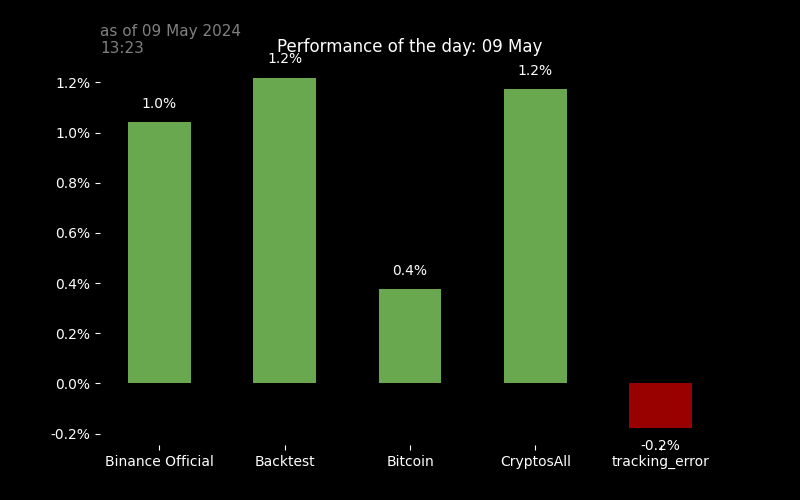 as of 09 May 2024
13:23
Performance of the day: 09 May
1.2%
1.0%
0.8%
0.6%
0.4%
0.2%
0.0%
-0.2%
1.0%
1.2%
0.4%
1.2%
-0.2%
Binance Official
Backtest
Bitcoin
CryptosAll
tracking_error